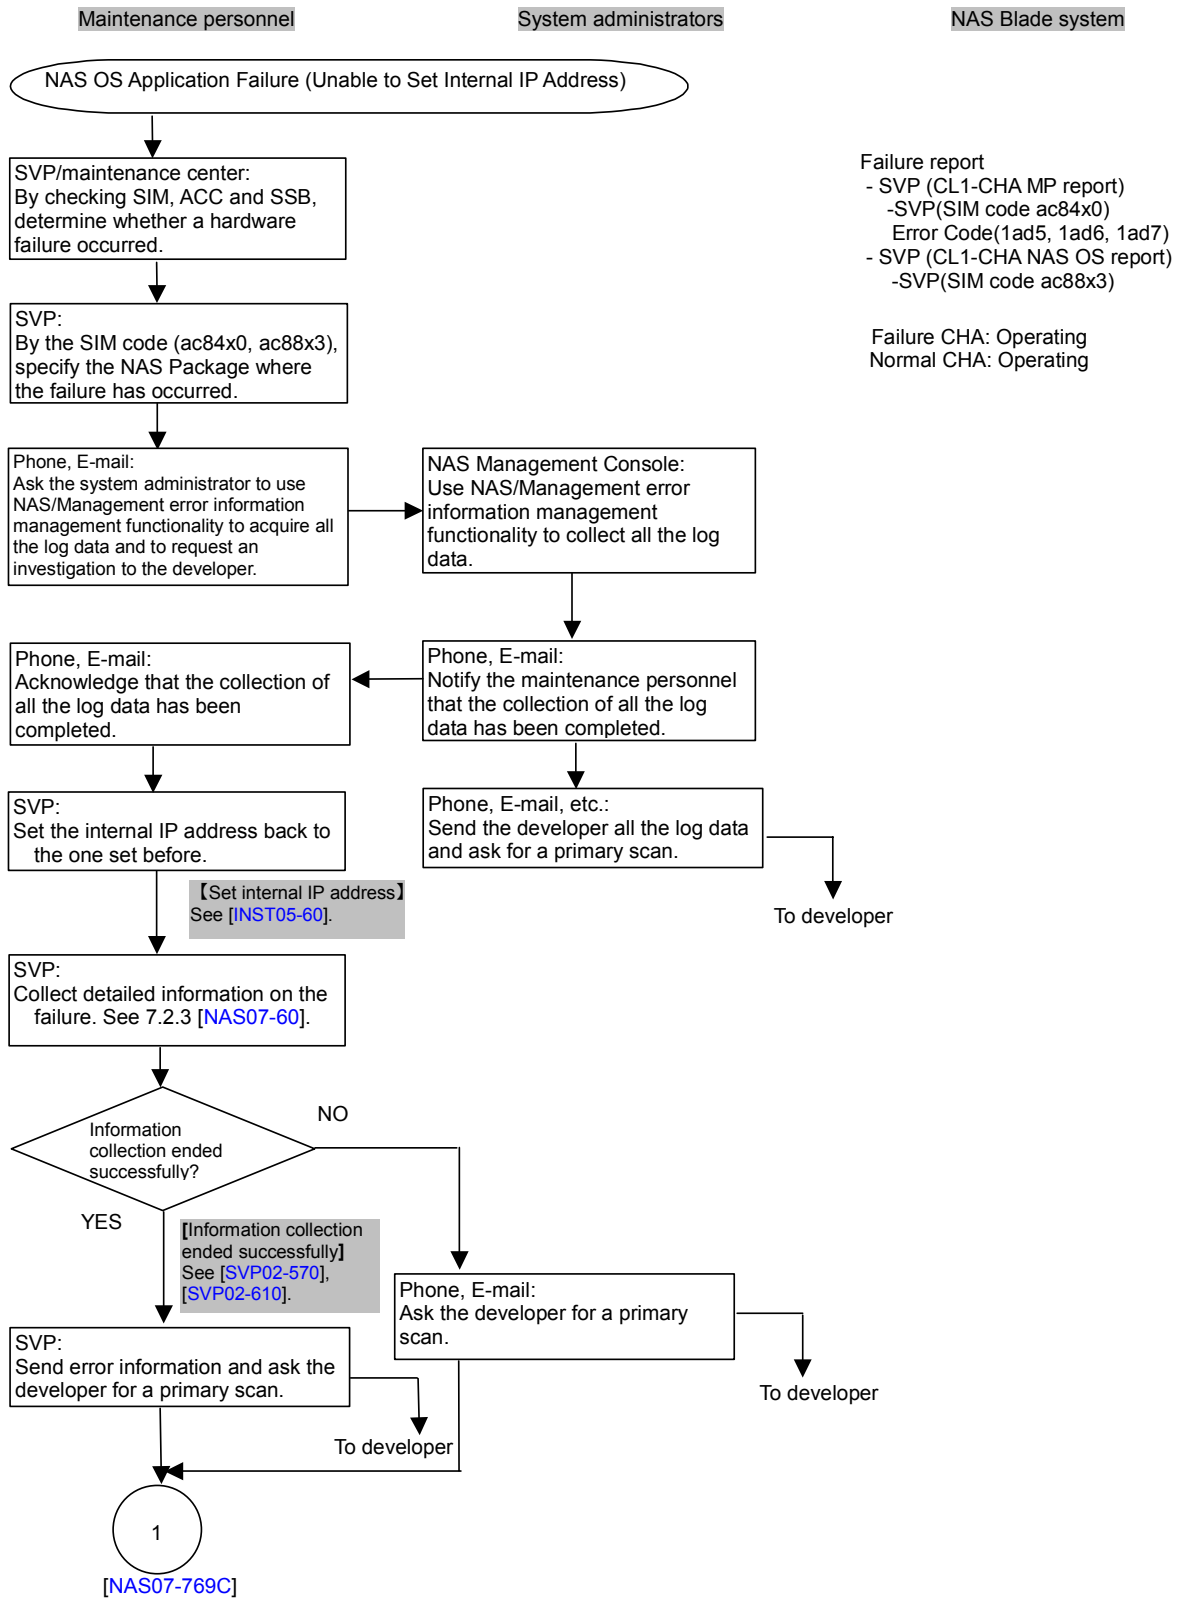 Maintenance personnel
System administrators
NAS Blade system
NAS OS Application Failure (Unable to Set Internal IP Address)
SVP/maintenance center:
By checking SIM, ACC and SSB,
determine whether a hardware
failure occurred.
Failure report
- SVP (CL1-CHA MP report)
-SVP(SIM code ac84x0)
Error Code(1ad5, 1ad6, 1ad7)
- SVP (CL1-CHA NAS OS report)
-SVP(SIM code ac88x3)
Failure CHA: Operating
Normal CHA: Operating
SVP:
By the SIM code (ac84x0, ac88x3),
specify the NAS Package where
the failure has occurred.
Phone, E-mail:
Ask the system administrator to use
NAS/Management error information
management functionality to acquire all
the log data and to request an
investigation to the developer.
NAS Management Console:
Use NAS/Management error
information management
functionality to collect all the log
data.
Phone, E-mail:
Notify the maintenance personnel
that the collection of all the log
data has been completed.
Phone, E-mail:
Acknowledge that the collection of
all the log data has been
completed.
Phone, E-mail, etc.:
Send the developer all the log data
and ask for a primary scan.
To developer
SVP:
Set the internal IP address back to
the one set before.
【Set internal IP address】
See [INST05-60].
SVP:
Collect detailed information on the
failure. See 7.2.3 [NAS07-60].
Information
collection ended
successfully?
NO
YES
[Information collection
ended successfully]
See [SVP02-570],
[SVP02-610].
Phone, E-mail:
Ask the developer for a primary
scan.
To developer
SVP:
Send error information and ask the
developer for a primary scan.
To developer
1
[NAS07-769C]